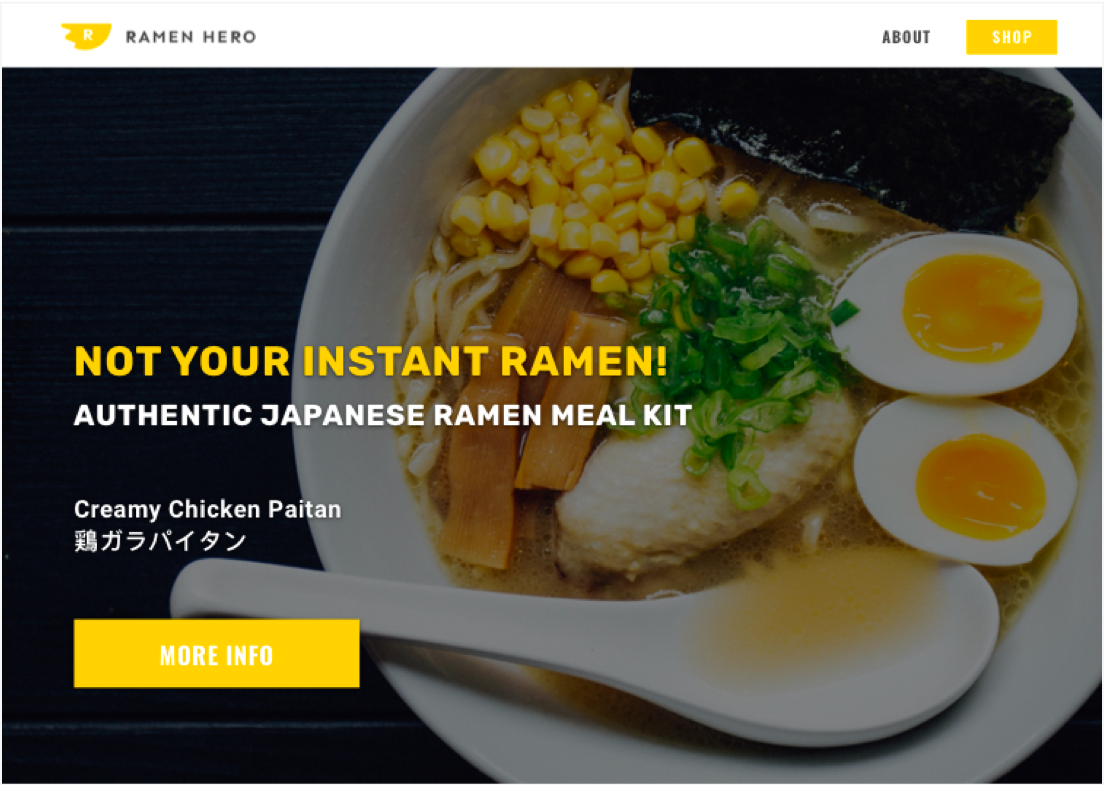 R
RAMEN HERO
ABOUT
SHOP
NOT YOUR INSTANT RAMEN!
AUTHENTIC JAPANESE RAMEN MEAL KIT
Creamy Chicken Paitan
鶏ガラパイタン
MORE INFO